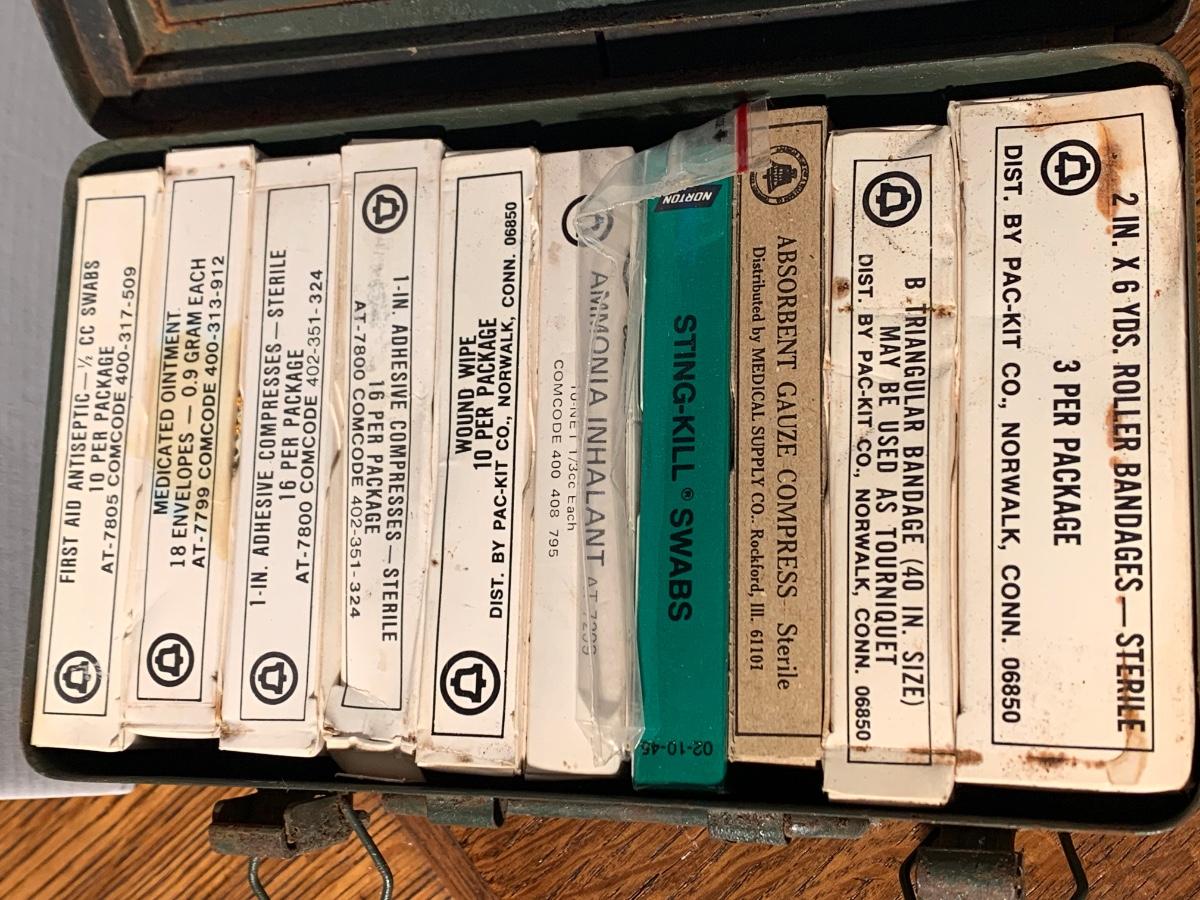 FIRST AID ANTISEPTIC—½ CC SWABS
10 PER PACKAGE
AT-7805 COMCODE 400-317-509
MEDICATED OINTMENT
18 ENVELOPES — 0.9 GRAM EACH
AT-7799 COMCODE 400-313-912
1-IN. ADHESIVE COMPRESSES—STERILE
16 PER PACKAGE
AT-7800 COMCODE 402-351-324
1-IN. ADHESIVE COMPRESSES—STERILE
16 PER PACKAGE
AT-7800 COMCODE 402-351-324
WOUND WIPE
10 PER PACKAGE
DIST. BY PAC-KIT CO., NORWALK, CONN. 06850
AMMONIA INHALANT
1/3cc Each
COMCODE 400 408 795
NORTON
STING-KILL® SWABS
02-10-45
ABSORBENT GAUZE COMPRESS Sterile
Distributed by MEDICAL SUPPLY CO., Rockford, Ill. 61101
B TRIANGULAR BANDAGE (40 IN. SIZE)
MAY BE USED AS TOURNIQUET
DIST. BY PAC-KIT CO., NORWALK, CONN. 06850
2 IN. X 6 YDS. ROLLER BANDAGES—STERILE
3 PER PACKAGE
DIST. BY PAC-KIT CO., NORWALK, CONN. 06850